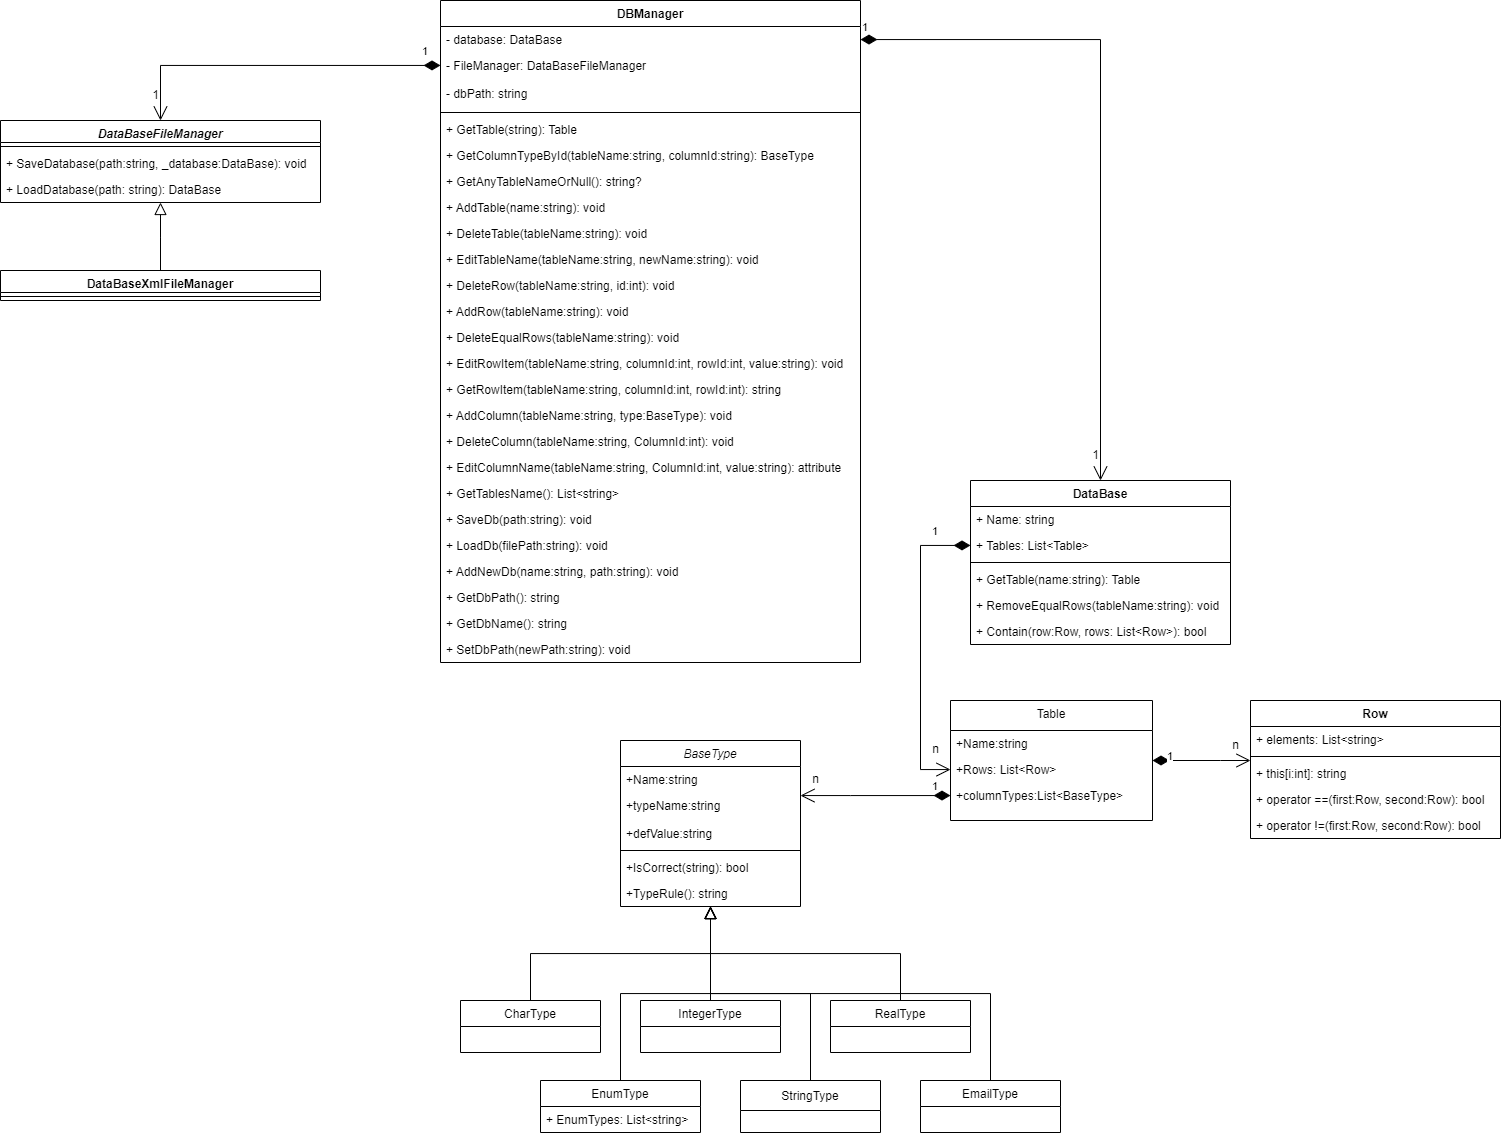 DBManager
- database: DataBase
- FileManager: DataBaseFileManager
- dbPath: string
+ GetTable(string): Table
+ GetColumnTypeById(tableName:string, columnId:string): BaseType
+ GetAnyTableNameOrNull(): string?
+ AddTable(name:string): void
+ DeleteTable(tableName:string): void
+ EditTableName(tableName:string, newName:string): void
+ DeleteRow(tableName:string, id:int): void
+ AddRow(tableName:string): void
+ DeleteEqualRows(tableName:string): void
+ EditRowItem(tableName:string, columnId:int, rowId:int, value:string): void
+ GetRowItem(tableName:string, columnId:int, rowId:int): string
+ AddColumn(tableName:string, type:BaseType): void
+ DeleteColumn(tableName:string, ColumnId:int): void
+ EditColumnName(tableName:string, ColumnId:int, value:string): attribute
+ GetTablesName(): List<string>
+ SaveDb(path:string): void
+ LoadDb(filePath:string): void
+ AddNewDb(name:string, path:string): void
+ GetDbPath(): string
+ GetDbName(): string
+ SetDbPath(newPath:string): void
1
1
DataBaseFileManager
+ SaveDatabase(path:string, _database:DataBase): void
+ LoadDatabase(path: string): DataBase
DataBaseXmlFileManager
1
1
DataBase
+ Name: string
+ Tables: List<Table>
+ GetTable(name:string): Table
+ RemoveEqualRows(tableName:string): void
+ Contain(row:Row, rows: List<Row>): bool
1
n
Table
+Name:string
+Rows: List<Row>
+columnTypes:List<BaseType>
1
n
Row
+ elements: List<string>
+ this[i:int]: string
+ operator ==(first:Row, second:Row): bool
+ operator !=(first:Row, second:Row): bool
1
n
BaseType
+Name:string
+typeName:string
+defValue:string
+IsCorrect(string): bool
+TypeRule(): string
CharType
IntegerType
RealType
EnumType
+ EnumTypes: List<string>
StringType
EmailType